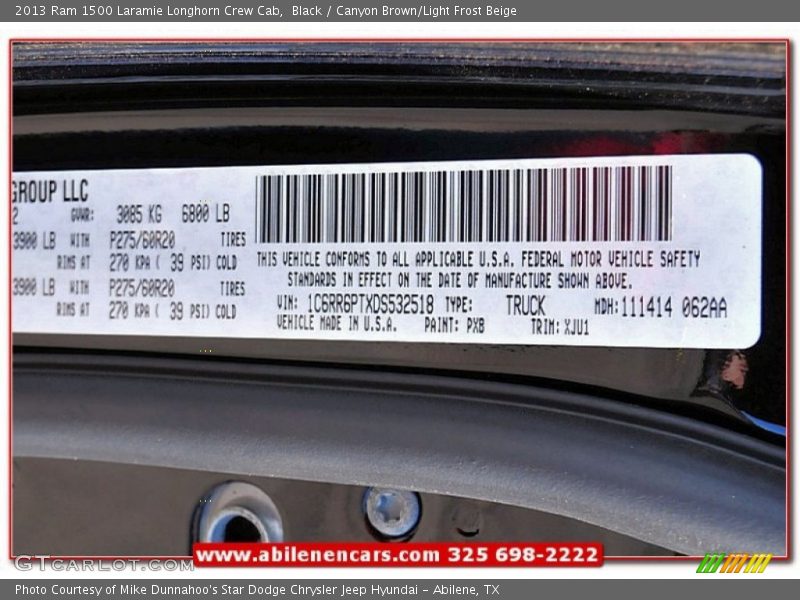 2013 Ram 1500 Laramie Longhorn Crew Cab,  Black / Canyon Brown/Light Frost Beige
GROUP LLC
2 GVWR: 3085 KG 6800 LB
3900 LB WITH P275/60R20 TIRES
RIMS AT 270 KPA ( 39 PSI) COLD
3900 LB WITH P275/60R20 TIRES
RIMS AT 270 KPA ( 39 PSI) COLD
THIS VEHICLE CONFORMS TO ALL APPLICABLE U.S.A. FEDERAL MOTOR VEHICLE SAFETY
STANDARDS IN EFFECT ON THE DATE OF MANUFACTURE SHOWN ABOVE.
VIN: 1C6RR6PTXDS532518 TYPE: TRUCK MDH:111414 062AA
VEHICLE MADE IN U.S.A. PAINT: PXB TRIM:XJU1
www.abilenencars.com 325 698-2222
GTcarlot.com
Photo Courtesy of Mike Dunnahoo's Star Dodge Chrysler Jeep Hyundai – Abilene, TX